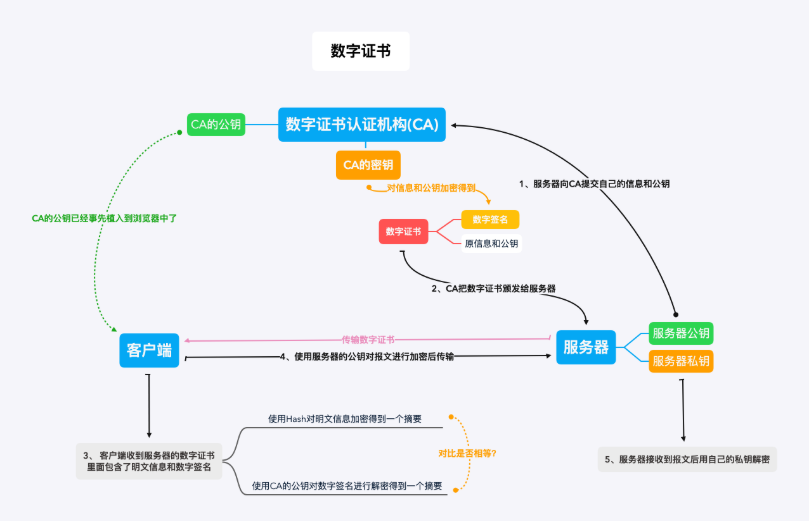 数字证书
CA的公钥
数字证书认证机构(CA)
CA的密钥
对信息和公钥加密得到
1、服务器向CA提交自己的信息和公钥
CA的公钥已经事先植入到浏览器中了
数字签名
数字证书
原信息和公钥
2、CA把数字证书颁发给服务器
传输数字证书
服务器公钥
客户端
服务器
4、使用服务器的公钥对报文进行加密后传输
服务器私钥
使用Hash对明文信息加密得到一个摘要
3、 客户端收到服务器的数字证书
里面包含了明文信息和数字签名
对比是否相等?
5、服务器接收到报文后用自己的私钥解密
使用CA的公钥对数字签名进行解密得到一个摘要